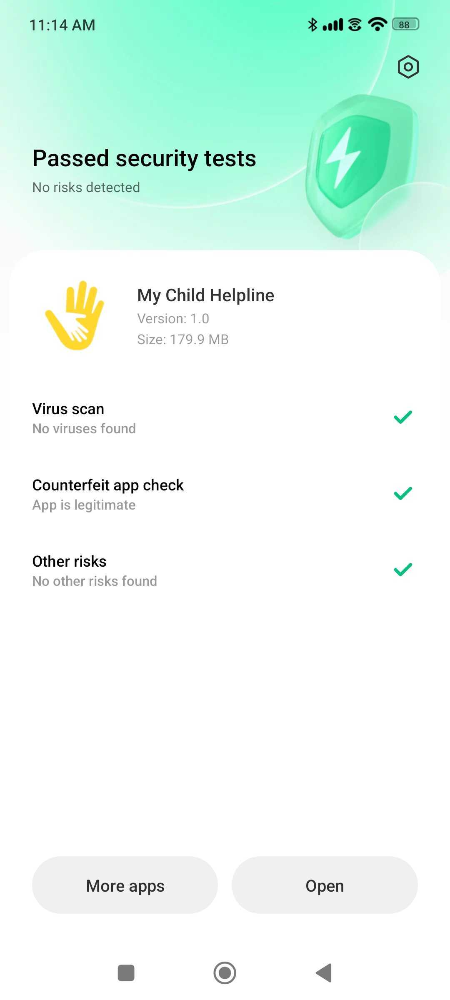 11:14 AM
88
Passed security tests
No risks detected
My Child Helpline
Version: 1.0
Size: 179.9 MB
Virus scan
No viruses found
Counterfeit app check
App is legitimate
Other risks
No other risks found
More apps
Open